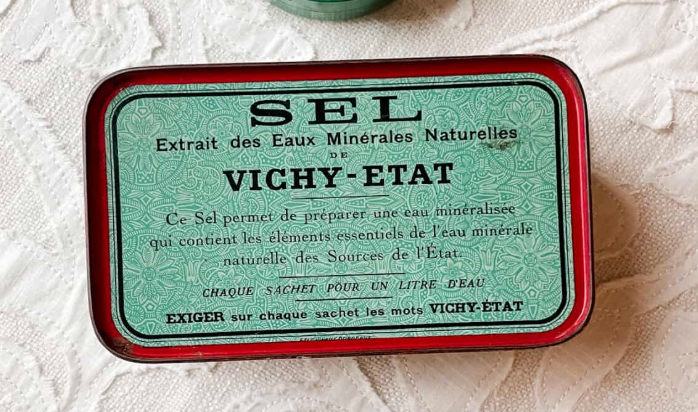 SEL
Extrait des Eaux Minérales Naturelles
DE
VICHY-ETAT
Ce Sel permet de préparer une eau minéralisée
qui contient les éléments essentiels de l'eau minérale
naturelle des Sources de l'État.
CHAQUE SACHET POUR UN LITRE D'EAU
EXIGER sur chaque sachet les mots VICHY-ÉTAT